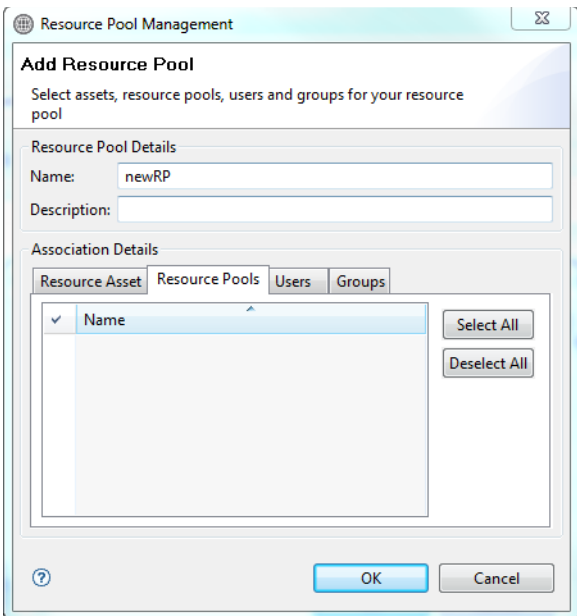 Resource Pool Management
Add Resource Pool
Select assets, resource pools, users and groups for your resource
pool
Resource Pool Details
Name: newRP
Description:
Association Details
Resource Asset Resource Pools Users Groups
Name Select All
Deselect All
OK Cancel